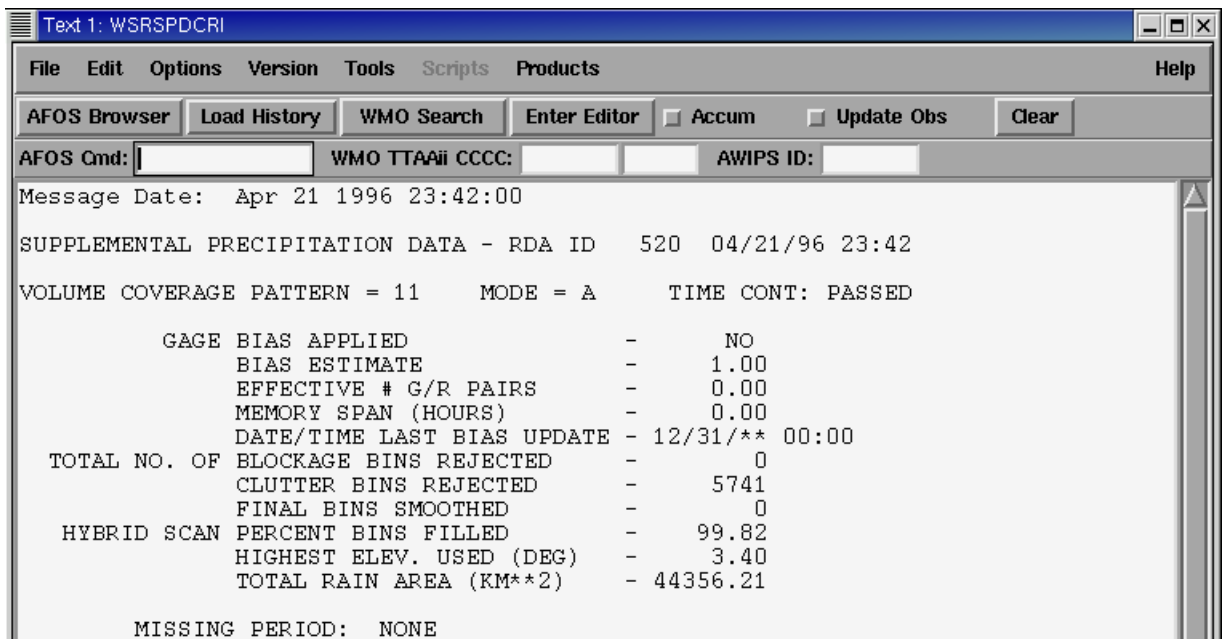 Text 1: WSRSPDCRI
File Edit Options Version Tools Scripts Products Help
AFOS Browser Load History WMO Search Enter Editor Accum Update Obs Clear
AFOS Cmd: WMO TTAAii CCCC: AWIPS ID:
Message Date: Apr 21 1996 23:42:00
SUPPLEMENTAL PRECIPITATION DATA - RDA ID 520 04/21/96 23:42
VOLUME COVERAGE PATTERN = 11 MODE = A TIME CONT: PASSED
GAGE BIAS APPLIED - NO
BIAS ESTIMATE - 1.00
EFFECTIVE # G/R PAIRS - 0.00
MEMORY SPAN (HOURS) - 0.00
DATE/TIME LAST BIAS UPDATE - 12/31/** 00:00
TOTAL NO. OF BLOCKAGE BINS REJECTED - 0
CLUTTER BINS REJECTED - 5741
FINAL BINS SMOOTHED - 0
HYBRID SCAN PERCENT BINS FILLED - 99.82
HIGHEST ELEV. USED (DEG) - 3.40
TOTAL RAIN AREA (KM**2) - 44356.21
MISSING PERIOD: NONE